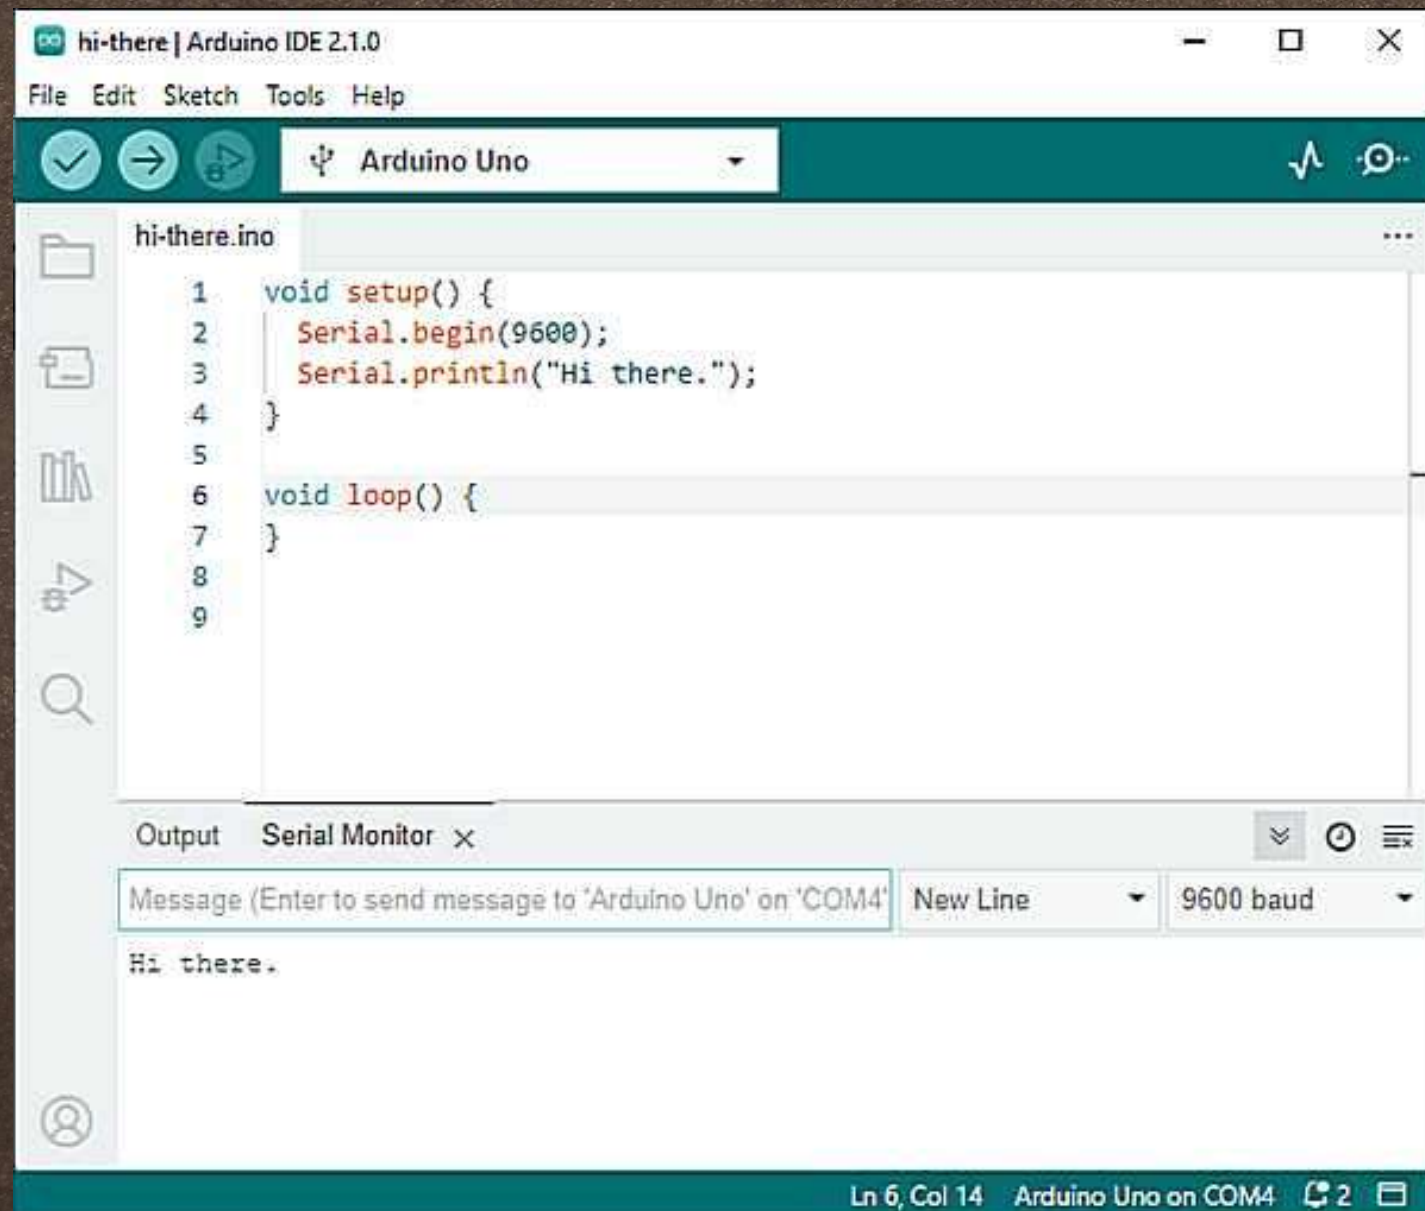 hi-there | Arduino IDE 2.1.0
File Edit Sketch Tools Help
Arduino Uno
hi-there.ino
1 void setup() {
2 Serial.begin(9600);
3 Serial.println("Hi there.");
4 }
5
6 void loop() {
7 }
8
9
Output Serial Monitor
Message (Enter to send message to 'Arduino Uno' on 'COM4' New Line 9600 baud
Hi there.
Ln 6, Col 14 Arduino Uno on COM4 2